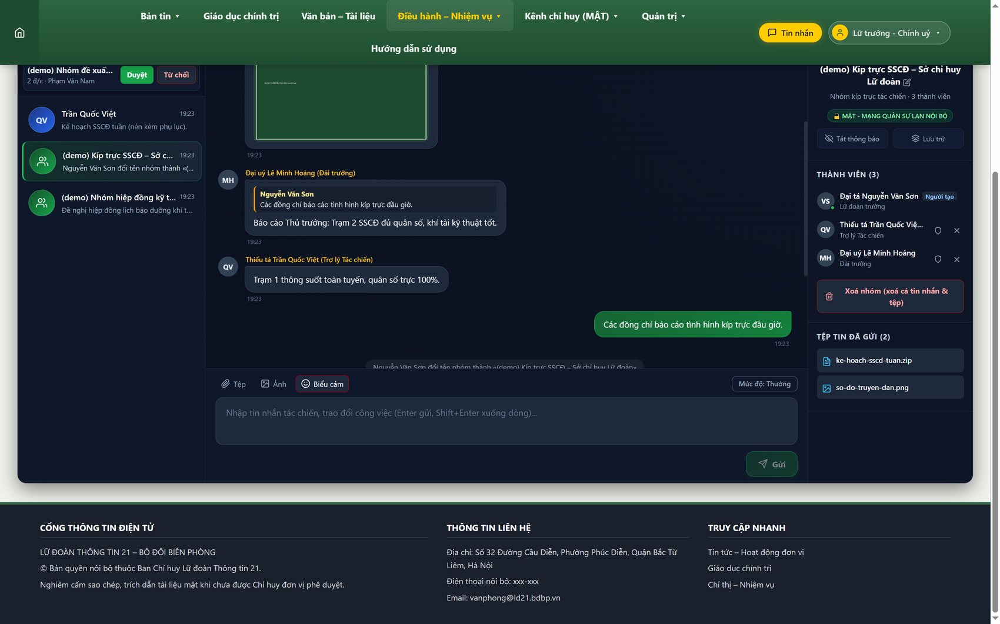 Bản tin
Giáo dục chính trị
Văn bản – Tài liệu
Điều hành – Nhiệm vụ
Kênh chỉ huy (MẬT)
Quản trị
Hướng dẫn sử dụng
Tin nhắn
Lữ trưởng - Chính uỷ
(demo) Nhóm đề xuấ...
2 đ/c · Phạm Văn Nam
Duyệt
Từ chối
QV
Trần Quốc Việt
19:23
Kế hoạch SSCĐ tuần (nén kèm phụ lục).
(demo) Kíp trực SSCĐ – Sở c...
19:23
Nguyễn Văn Sơn đổi tên nhóm thành «(...
(demo) Nhóm hiệp đồng kỹ t...
19:23
Đề nghị hiệp đồng lịch bảo dưỡng khí t...
19:23
MH
Đại uý Lê Minh Hoàng (Đài trưởng)
Nguyễn Văn Sơn
Các đồng chí báo cáo tình hình kíp trực đầu giờ.
Báo cáo Thủ trưởng: Trạm 2 SSCĐ đủ quân số, khí tài kỹ thuật tốt.
19:23
QV
Thiếu tá Trần Quốc Việt (Trợ lý Tác chiến)
Trạm 1 thông suốt toàn tuyến, quân số trực 100%.
19:23
Các đồng chí báo cáo tình hình kíp trực đầu giờ.
19:23
Nguyễn Văn Sơn đổi tên nhóm thành «(demo) Kíp trực SSCĐ – Sở chỉ huy Lữ đoàn»
Tệp
Ảnh
Biểu cảm
Mức độ: Thường
Nhập tin nhắn tác chiến, trao đổi công việc (Enter gửi, Shift+Enter xuống dòng)...
Gửi
(demo) Kíp trực SSCĐ – Sở chỉ huy
Lữ đoàn
Nhóm kíp trực tác chiến · 3 thành viên
MẬT - MẠNG QUÂN SỰ LAN NỘI BỘ
Tắt thông báo
Lưu trữ
THÀNH VIÊN (3)
VS
Đại tá Nguyễn Văn Sơn
Người tạo
Lữ đoàn trưởng
QV
Thiếu tá Trần Quốc Việ...
Trợ lý Tác chiến
MH
Đại uý Lê Minh Hoàng
Đài trưởng
Xoá nhóm (xoá cả tin nhắn &
tệp)
TỆP TIN ĐÃ GỬI (2)
ke-hoach-sscd-tuan.zip
so-do-truyen-dan.png
CỔNG THÔNG TIN ĐIỆN TỬ
LỮ ĐOÀN THÔNG TIN 21 – BỘ ĐỘI BIÊN PHÒNG
© Bản quyền nội bộ thuộc Ban Chỉ huy Lữ đoàn Thông tin 21.
Nghiêm cấm sao chép, trích dẫn tài liệu mật khi chưa được Chỉ huy đơn vị phê duyệt.
THÔNG TIN LIÊN HỆ
Địa chỉ: Số 32 Đường Cầu Diễn, Phường Phúc Diễn, Quận Bắc Từ
Liêm, Hà Nội
Điện thoại nội bộ: xxx-xxx
Email: vanphong@ld21.bdbp.vn
TRUY CẬP NHANH
Tin tức – Hoạt động đơn vị
Giáo dục chính trị
Chỉ thị – Nhiệm vụ